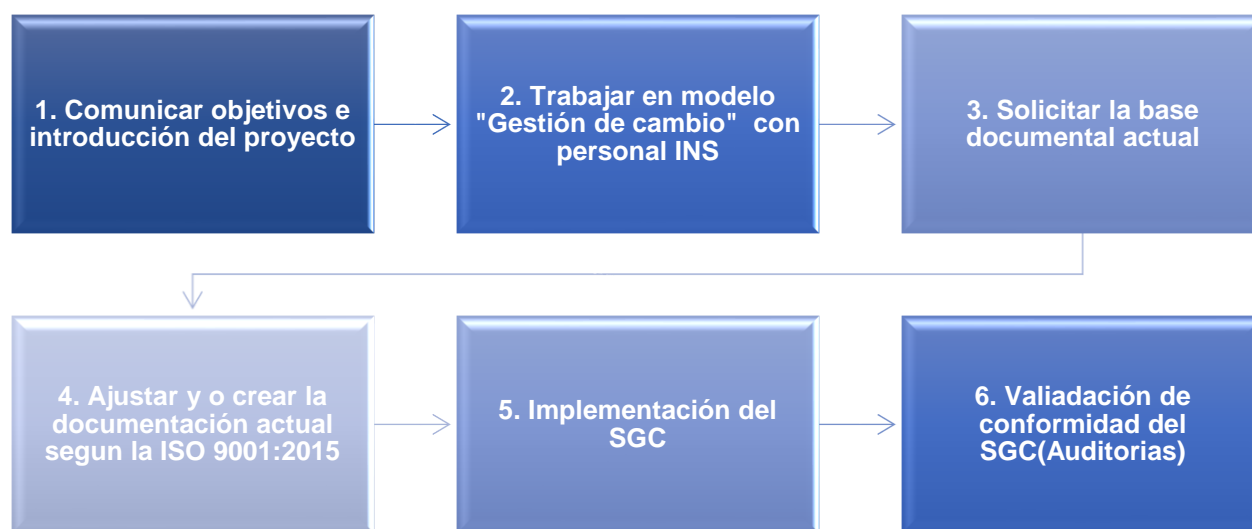 1. Comunicar objetivos e
introducción del proyecto
2. Trabajar en modelo
"Gestión de cambio"  con
personal INS
3. Solicitar la base
documental actual
4. Ajustar y o crear la
documentación actual
segun la ISO 9001:2015
5. Implementación del
SGC
6. Valiadación de
conformidad del
SGC(Auditorias)